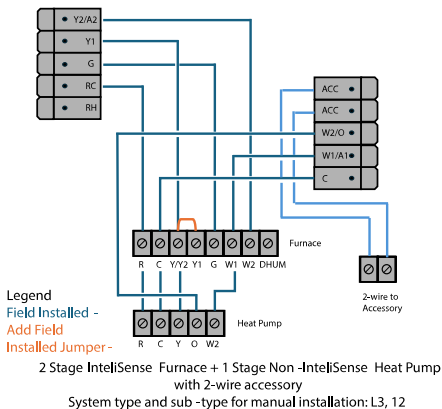 Y2/A2
Y1
G
RC
RH
ACC
ACC
W2/O
W1/A1
C
R C Y/Y2 Y1 G W1 W2 DHUM
Furnace
2-wire to
Accessory
R C Y O W2
Heat Pump
Legend
Field Installed -
Add Field
Installed Jumper -
2 Stage InteliSense Furnace + 1 Stage Non -InteliSense Heat Pump
with 2-wire accessory
System type and sub -type for manual installation: L3, 12